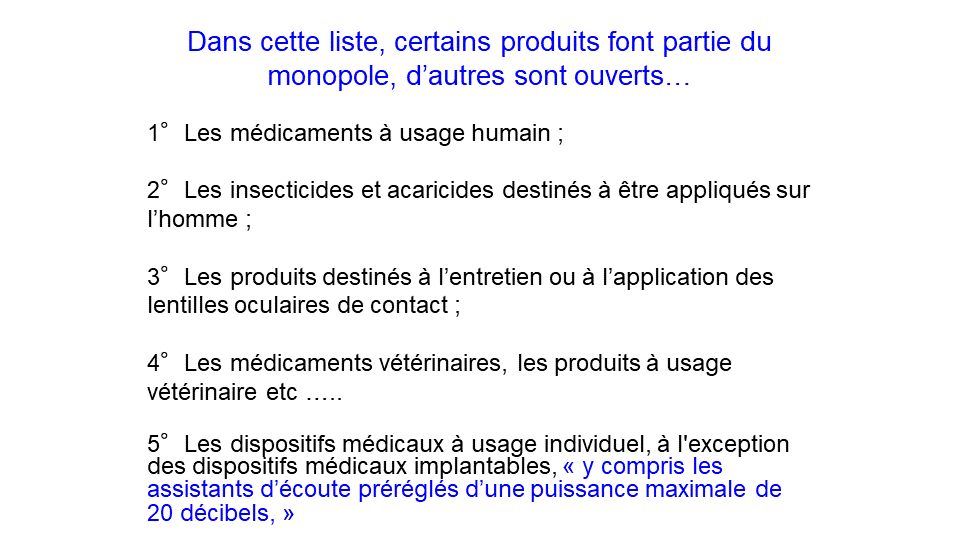 Dans cette liste, certains produits font partie du
monopole, d’autres sont ouverts…
1° Les médicaments à usage humain ;
2° Les insecticides et acaricides destinés à être appliqués sur
l’homme ;
3° Les produits destinés à l’entretien ou à l’application des
lentilles oculaires de contact ;
4° Les médicaments vétérinaires, les produits à usage
vétérinaire etc …..
5° Les dispositifs médicaux à usage individuel, à l'exception
des dispositifs médicaux implantables, « y compris les
assistants d’écoute préréglés d’une puissance maximale de
20 décibels, »